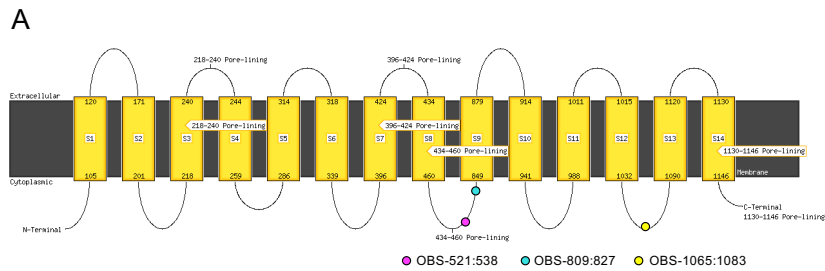 A
218-240 Pore-lining
396-424 Pore-lining
Extracellular
120 171 240 244 314 318 424 434 879 914 1011 1015 1120 1130
218-240 Pore-lining
396-424 Pore-lining
S1 S2 S3 S4 S5 S6 S7 S8 S9 S10 S11 S12 S13 S14
434-460 Pore-lining
1130-1146 Pore-lining
Membrane
105 201 218 259 286 339 396 460 849 941 988 1032 1090 1146
Cytoplasmic
C-Terminal
1130-1146 Pore-lining
N-Terminal
434-460 Pore-lining
OBS-521:538 OBS-809:827 OBS-1065:1083